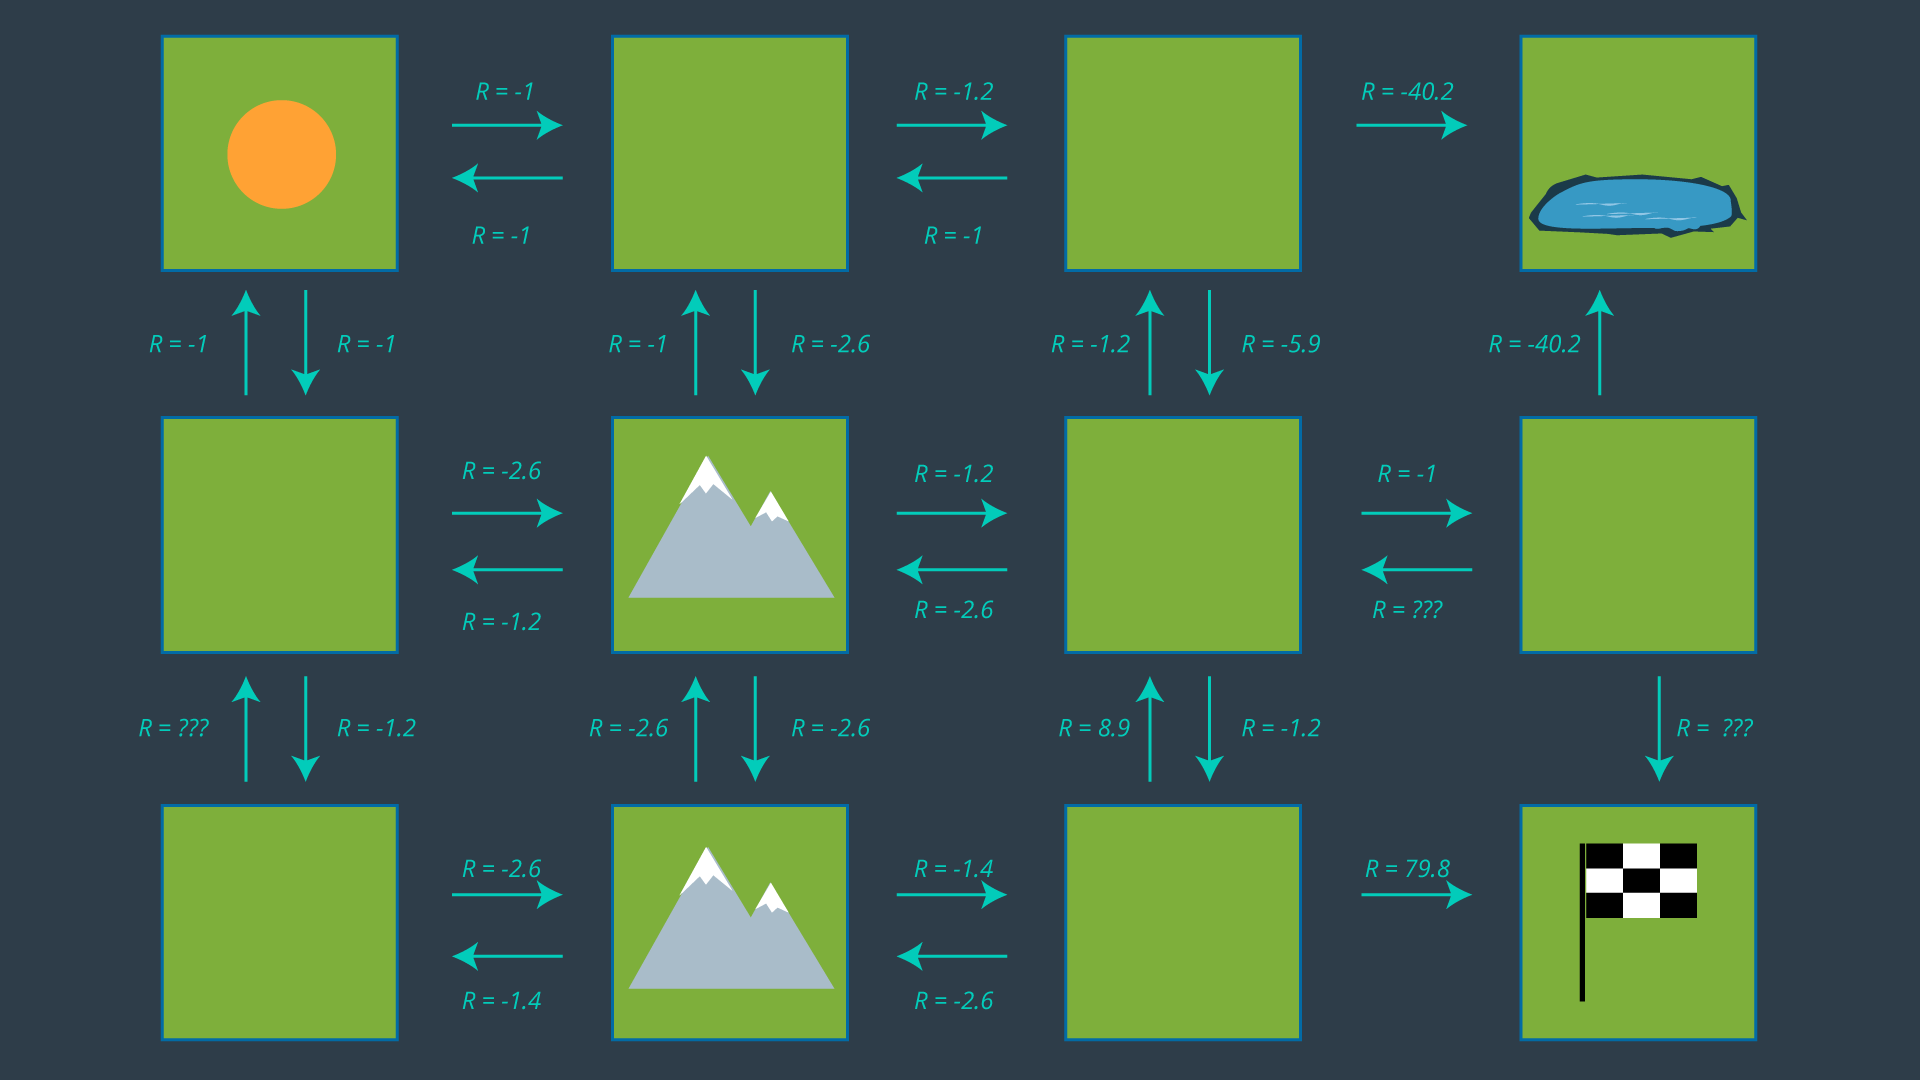 R = -1
R = -1.2
R = -40.2
R = -1
R = -1
R = -1
R = -1
R = -1
R = -2.6
R = -1.2
R = -5.9
R = -40.2
R = -2.6
R = -1.2
R = -1
R = -1.2
R = -2.6
R = ???
R = ???
R = -1.2
R = -2.6
R = -2.6
R = 8.9
R = -1.2
R = ???
R = -2.6
R = -1.4
R = 79.8
R = -1.4
R = -2.6